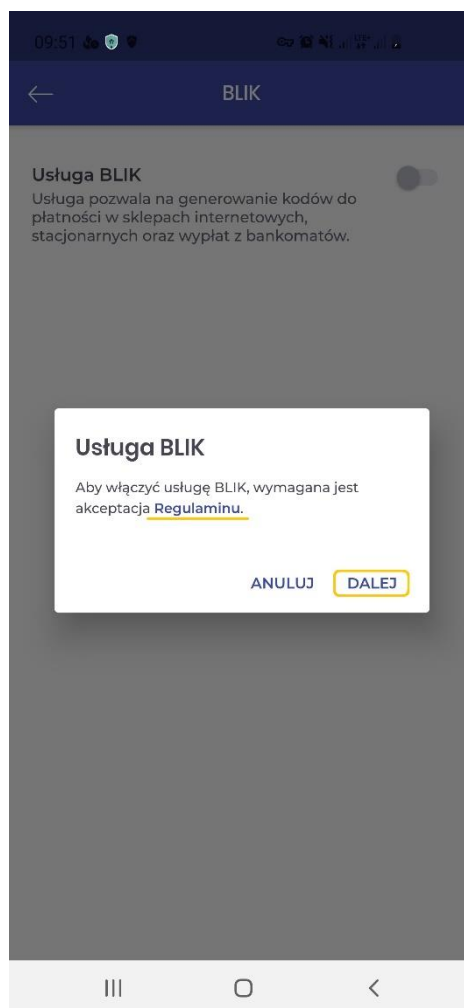 09:51
BLIK
Usługa BLIK
Usługa pozwala na generowanie kodów do
płatności w sklepach internetowych,
stacjonarnych oraz wypłat z bankomatów.
Usługa BLIK
Aby włączyć usługę BLIK, wymagana jest
akceptacja Regulaminu.
ANULUJ DALEJ